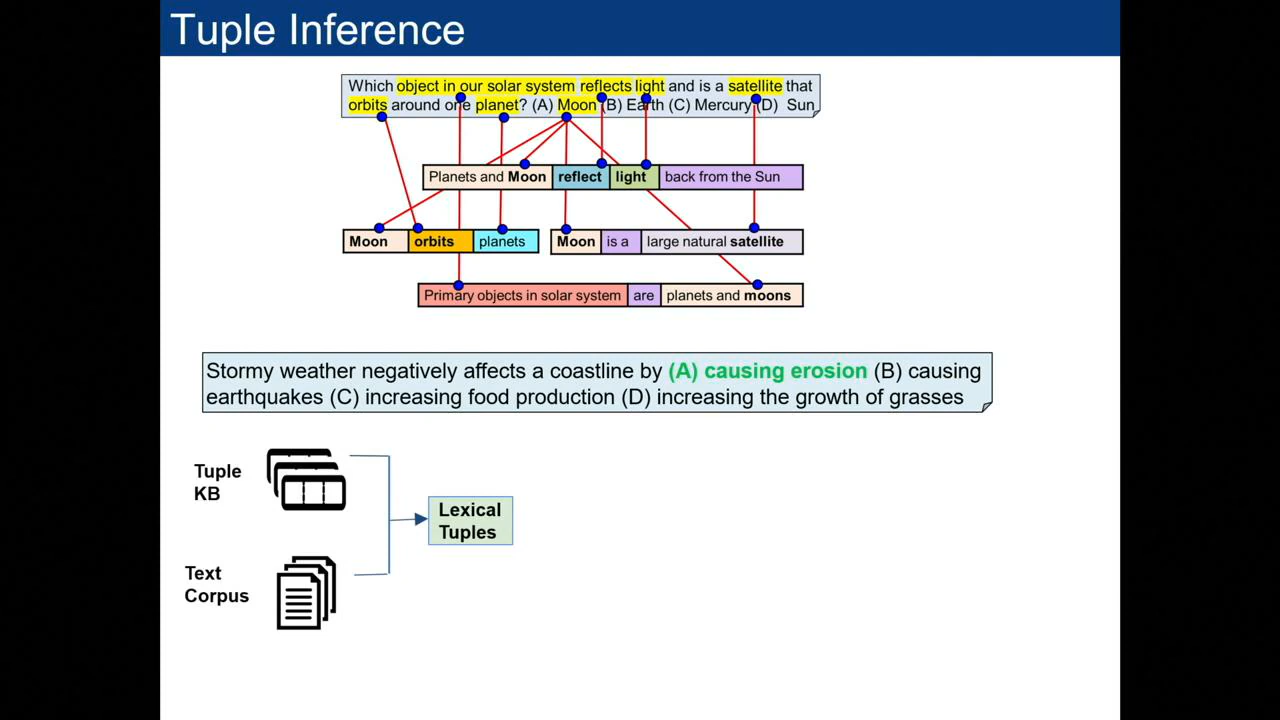 Tuple Inference
Which object in our solar system reflects light and is a satellite that
orbits around one planet? (A) Moon (B) Earth (C) Mercury (D) Sun
Planets and Moon reflect light back from the Sun
Moon orbits planets
Moon is a large natural satellite
Primary objects in solar system are planets and moons
Stormy weather negatively affects a coastline by (A) causing erosion (B) causing
earthquakes (C) increasing food production (D) increasing the growth of grasses
Tuple
KB
Lexical
Tuples
Text
Corpus